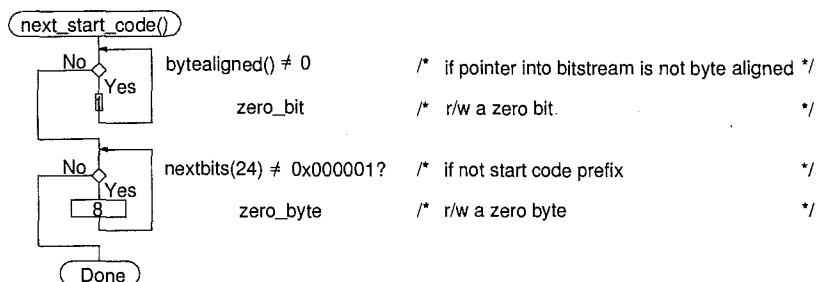 next_start_code()
No bytealigned() ≠ 0 /* if pointer into bitstream is not byte aligned */
Yes
1 zero_bit /* r/w a zero bit. */
No nextbits(24) ≠ 0x000001? /* if not start code prefix */
Yes
8 zero_byte /* r/w a zero byte */
Done